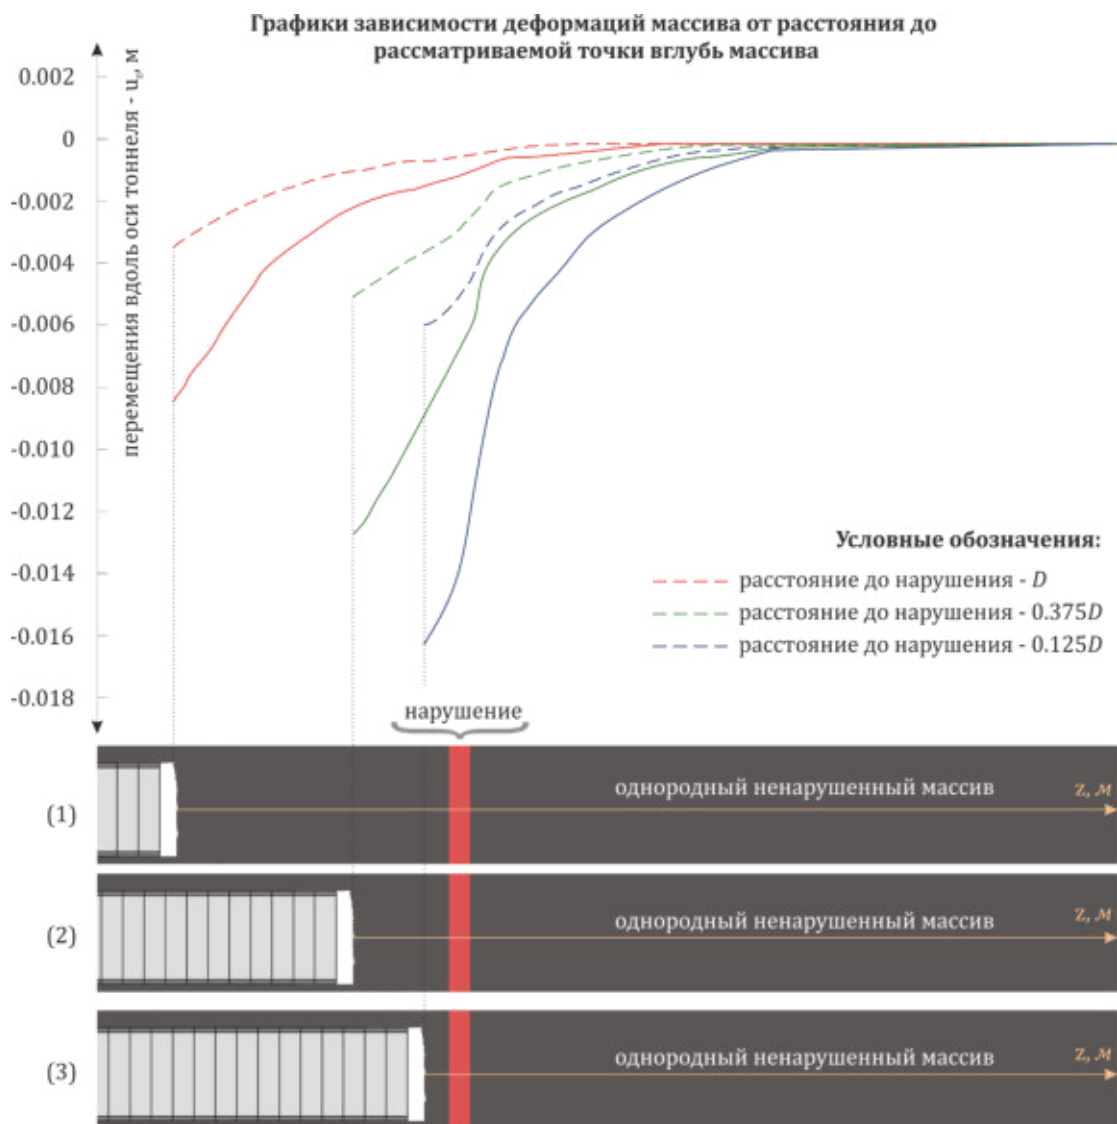 Графики зависимости деформаций массива от расстояния до
рассматриваемой точки вглубь массива
перемещения вдоль оси тоннеля - u_z, м
0.002
0
-0.002
-0.004
-0.006
-0.008
-0.010
-0.012
-0.014
-0.016
-0.018
Условные обозначения:
расстояние до нарушения - D
расстояние до нарушения - 0.375D
расстояние до нарушения - 0.125D
нарушение
(1)
однородный ненарушенный массив
z, м
(2)
однородный ненарушенный массив
z, м
(3)
однородный ненарушенный массив
z, м